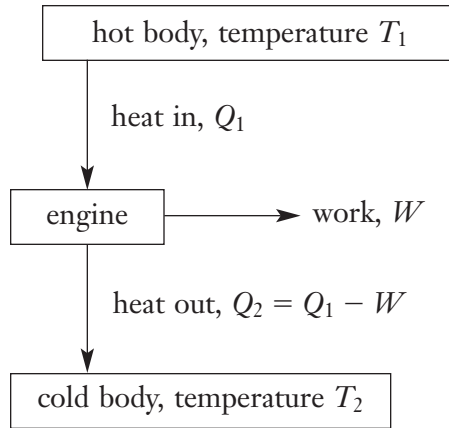 hot body, temperature T₁
heat in, Q₁
engine
work, W
heat out, Q₂ = Q₁ − W
cold body, temperature T₂